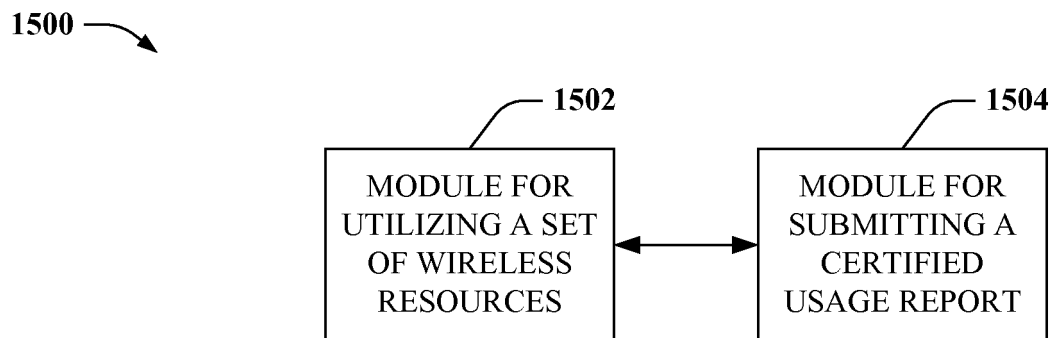 1500
1502
1504
MODULE FOR
UTILIZING A SET
OF WIRELESS
RESOURCES
MODULE FOR
SUBMITTING A
CERTIFIED
USAGE REPORT